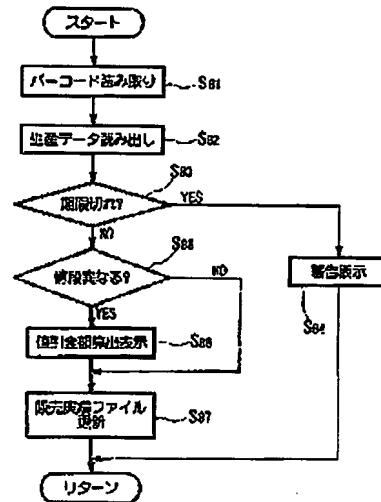 スタート
バーコード読み取り
S81
生産データ読み出し
S82
期限切れ?
S83
YES
NO
値段異なる?
S85
NO
警告表示
S84
YES
値引金額算出表示
S86
販売実績ファイル
更新
S87
リターン